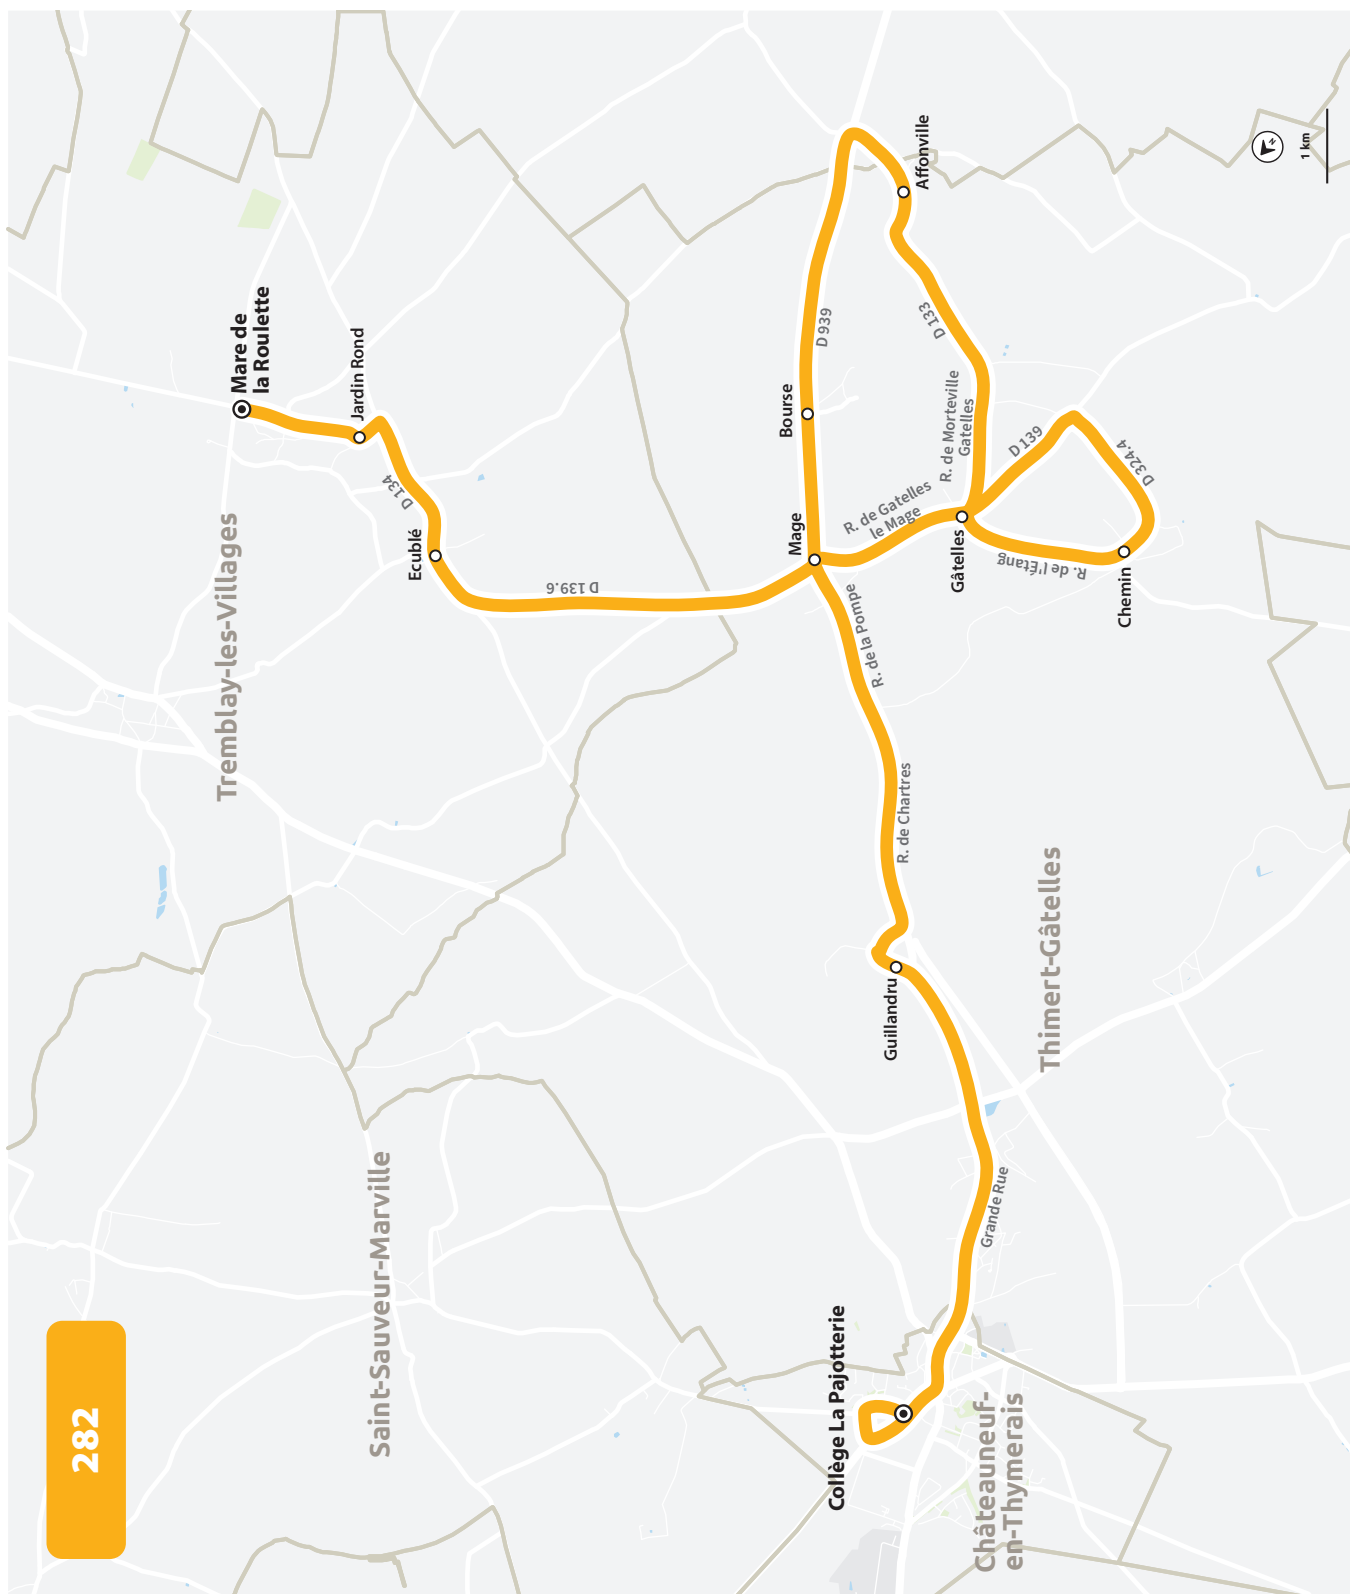 282
Tremblay-les-Villages
Saint-Sauveur-Marville
Mare de
la Roulette
Jardin Rond
D 134
Ecublé
D 139.6
Mage
Bourse
D 939
Affonville
D 133
R. de Morteville
Gatelles
R. de Gatelles
le Mage
Gâtelles
D 139
D 324.4
R. de l'Étang
Chemin
R. de la Pompe
R. de Chartres
Guillandru
Thimert-Gâtelles
Grande Rue
Collège La Pajotterie
Châteauneuf-
en-Thymerais
N
1 km